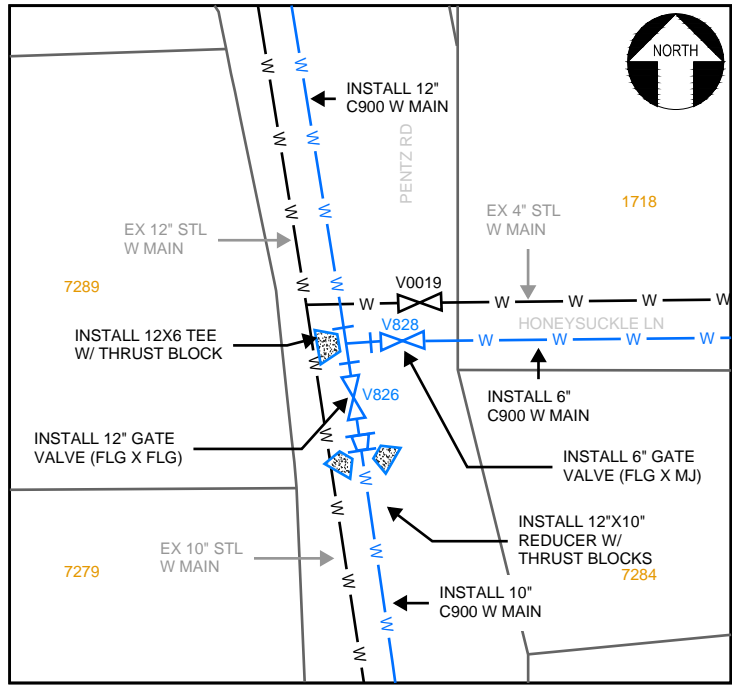 NORTH
INSTALL 12"
C900 W MAIN
PENTZ RD
EX 12" STL
W MAIN
EX 4" STL
W MAIN
1718
7289
V0019
HONEYSUCKLE LN
INSTALL 12X6 TEE
W/ THRUST BLOCK
V828
V826
INSTALL 6"
C900 W MAIN
INSTALL 12" GATE
VALVE (FLG X FLG)
INSTALL 6" GATE
VALVE (FLG X MJ)
INSTALL 12"X10"
REDUCER W/
THRUST BLOCKS
EX 10" STL
W MAIN
7279
7284
INSTALL 10"
C900 W MAIN
W W W W W W W W W W
W W W W W W W W W
W W W W W
W W W W